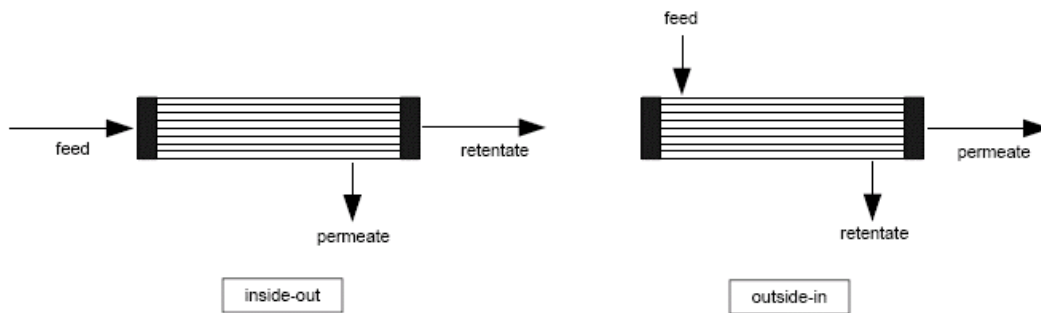 feed
retentate
permeate
inside-out
feed
permeate
retentate
outside-in